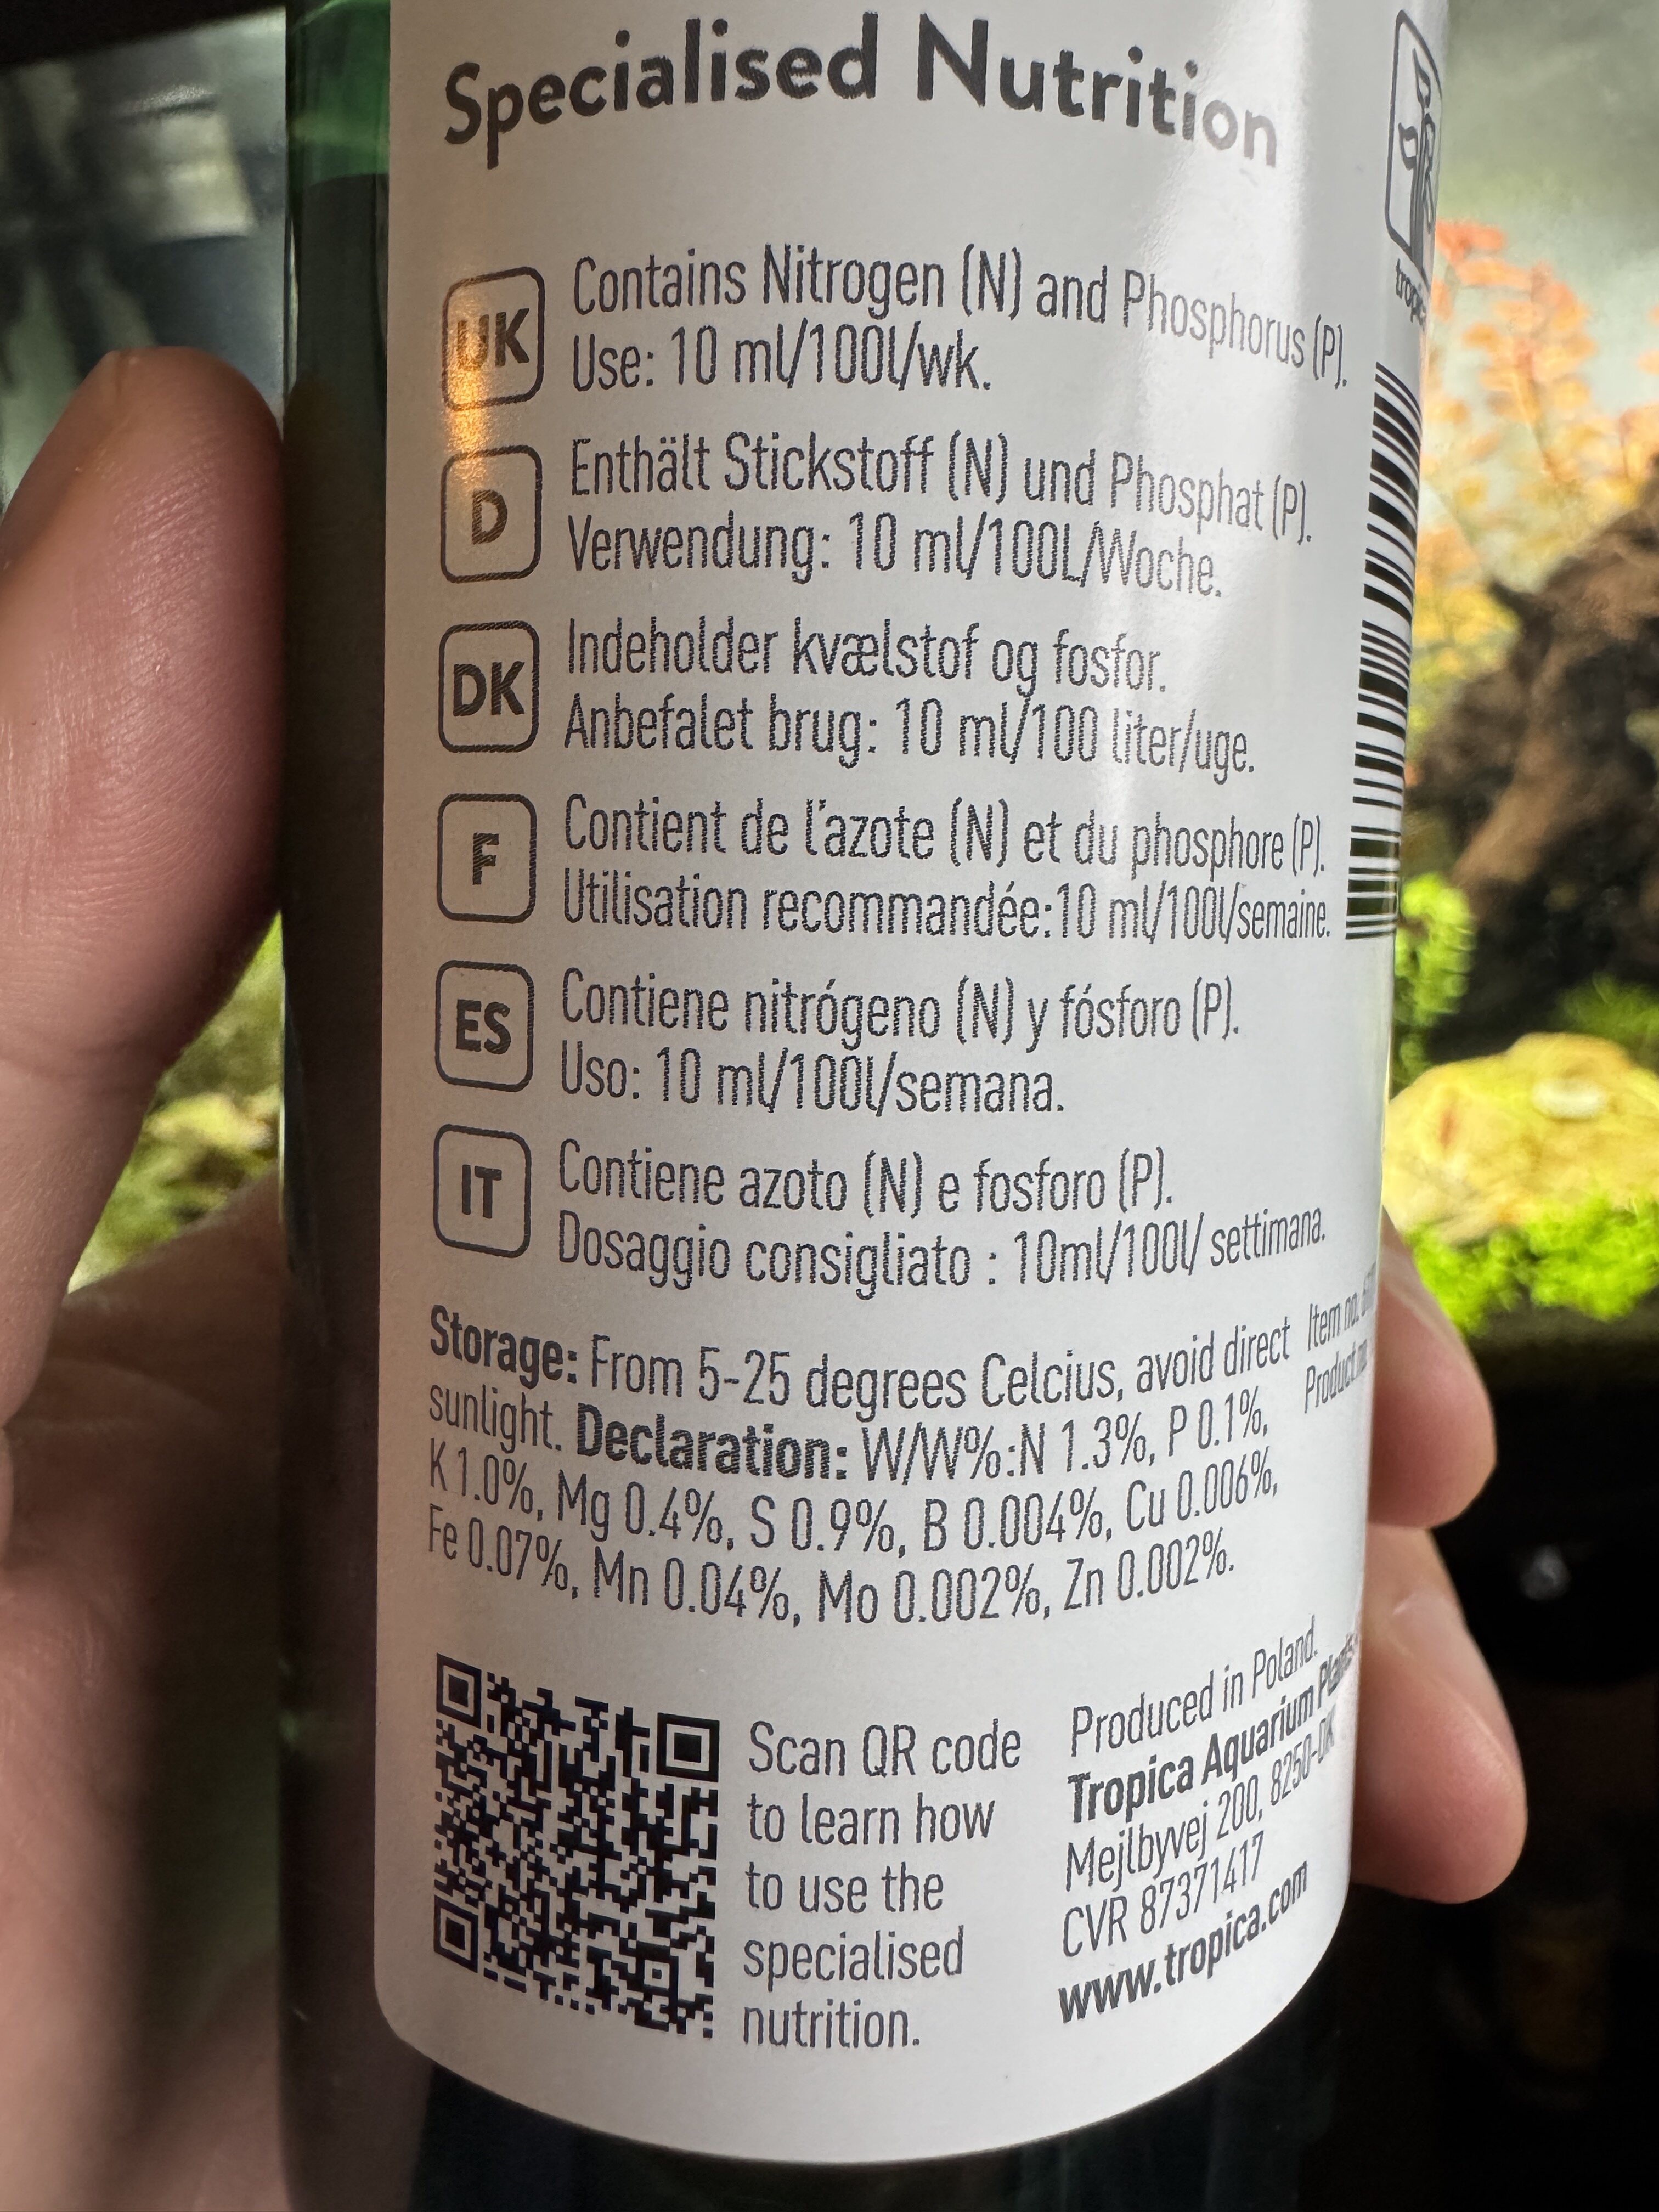 Specialised Nutrition
tropica
UK
Contains Nitrogen (N) and Phosphorus (P).
Use: 10 ml/100l/wk.
D
Enthält Stickstoff (N) und Phosphat (P).
Verwendung: 10 ml/100L/Woche.
DK
Indeholder kvælstof og fosfor.
Anbefalet brug: 10 ml/100 liter/uge.
F
Contient de l'azote (N) et du phosphore (P).
Utilisation recommandée:10 ml/100l/semaine.
ES
Contiene nitrógeno (N) y fósforo (P).
Uso: 10 ml/100l/semana.
IT
Contiene azoto (N) e fosforo (P).
Dosaggio consigliato : 10ml/100l/ settimana.
Storage: From 5-25 degrees Celcius, avoid direct
sunlight. Declaration: W/W%:N 1.3%, P 0.1%,
K 1.0%, Mg 0.4%, S 0.9%, B 0.004%, Cu 0.006%,
Fe 0.07%, Mn 0.04%, Mo 0.002%, Zn 0.002%.
Item no.
Scan QR code
to learn how
to use the
specialised
nutrition.
Produced in Poland.
Tropica Aquarium Plants
Mejlbyvej 200, 8250-DK
CVR 87371417
www.tropica.com